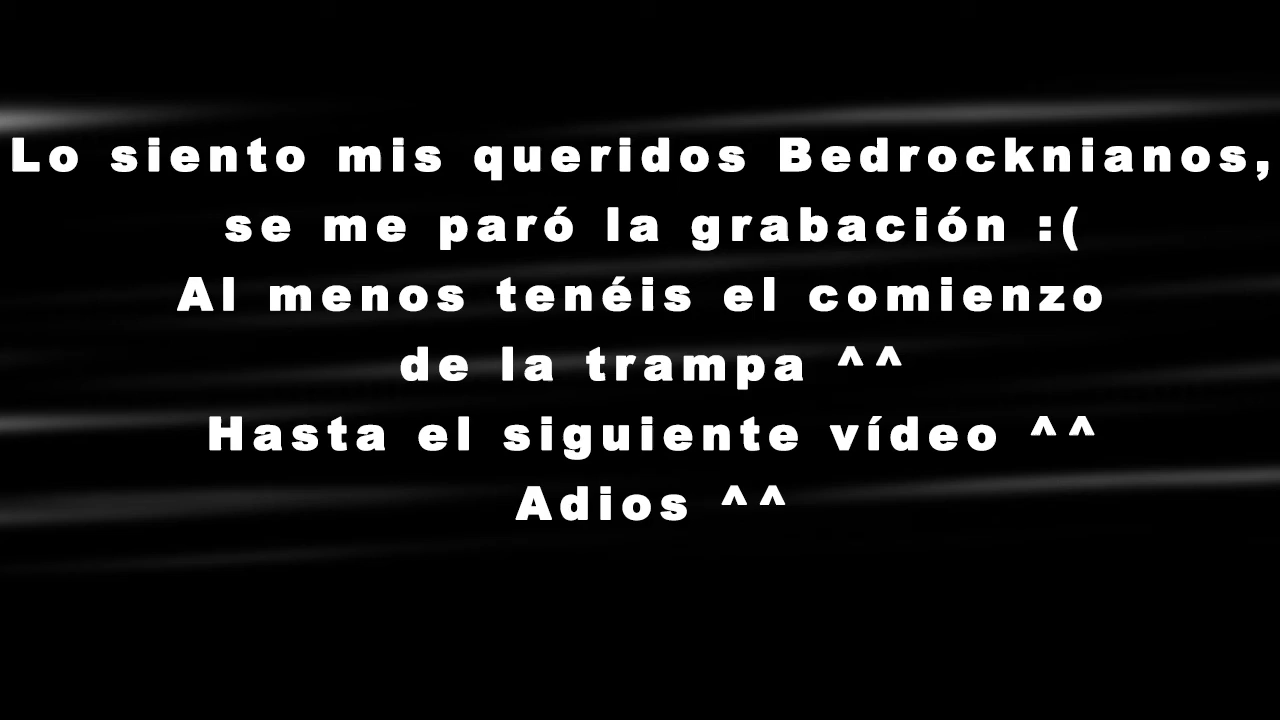 Lo siento mis queridos Bedrocknianos,
se me paró la grabación :(
Al menos tenéis el comienzo
de la trampa ^^
Hasta el siguiente vídeo ^^
Adios ^^